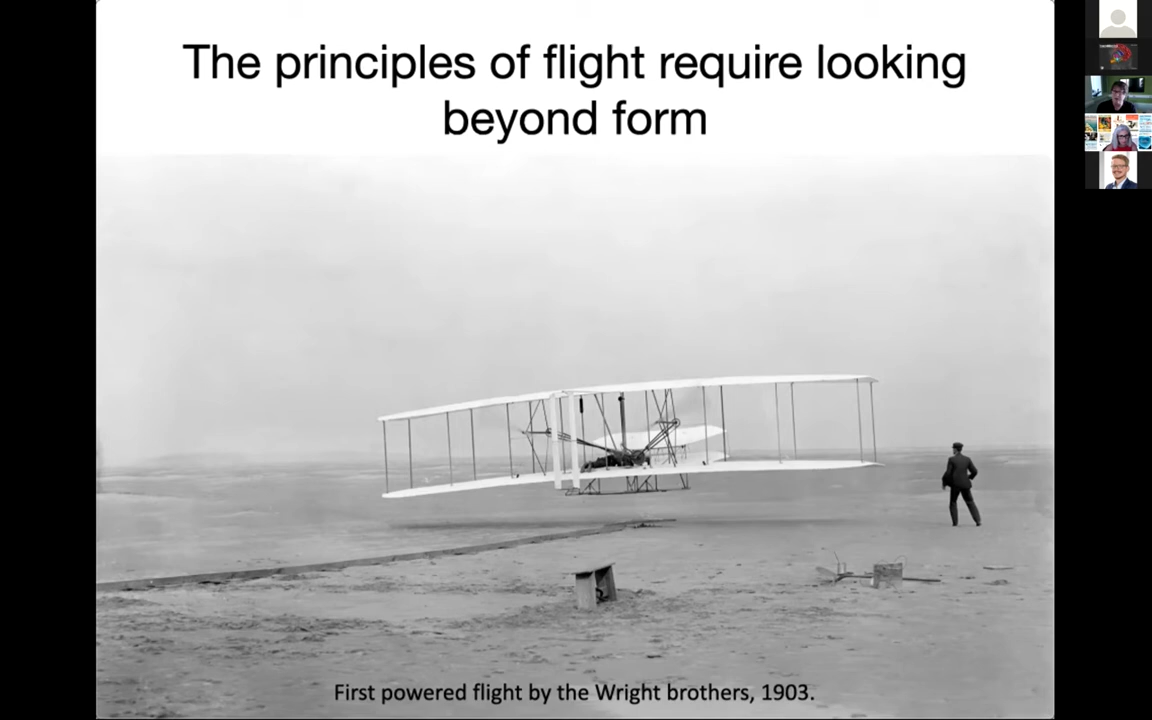 The principles of flight require looking
beyond form
First powered flight by the Wright brothers, 1903.